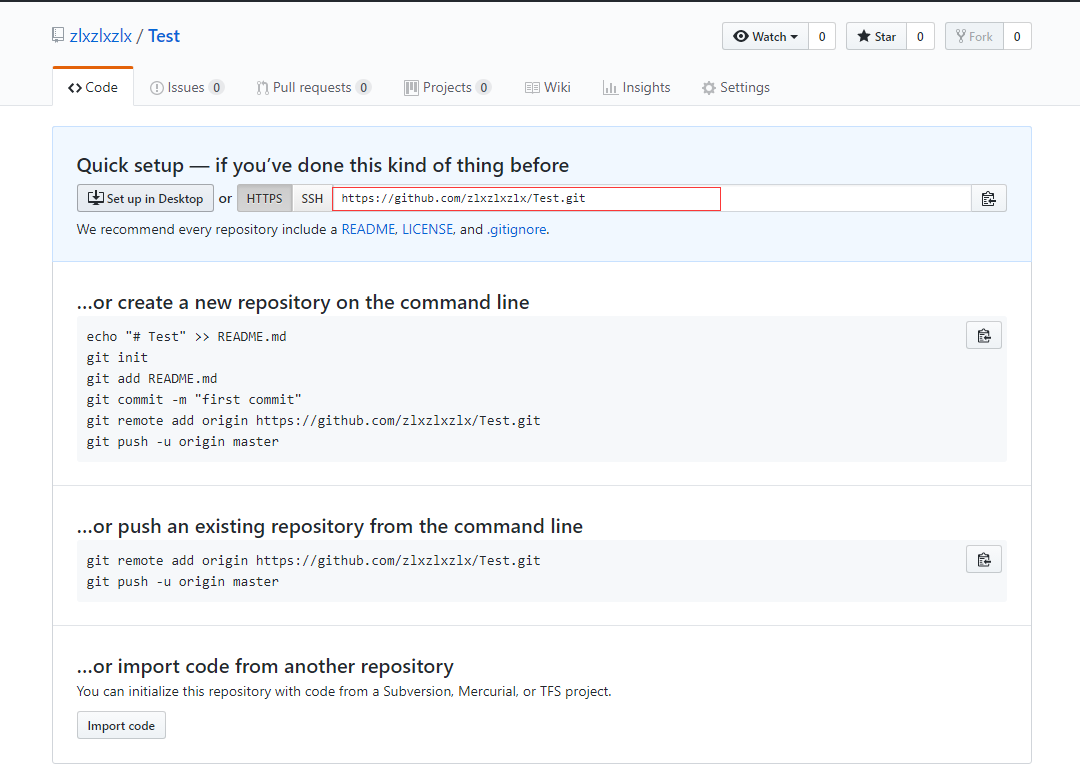 zlxzlxzlx / Test
Watch 0 Star 0 Fork 0
Code Issues 0 Pull requests 0 Projects 0 Wiki Insights Settings
Quick setup — if you’ve done this kind of thing before
Set up in Desktop or HTTPS SSH https://github.com/zlxzlxzlx/Test.git
We recommend every repository include a README, LICENSE, and .gitignore.
…or create a new repository on the command line
echo "# Test" >> README.md
git init
git add README.md
git commit -m "first commit"
git remote add origin https://github.com/zlxzlxzlx/Test.git
git push -u origin master
…or push an existing repository from the command line
git remote add origin https://github.com/zlxzlxzlx/Test.git
git push -u origin master
…or import code from another repository
You can initialize this repository with code from a Subversion, Mercurial, or TFS project.
Import code